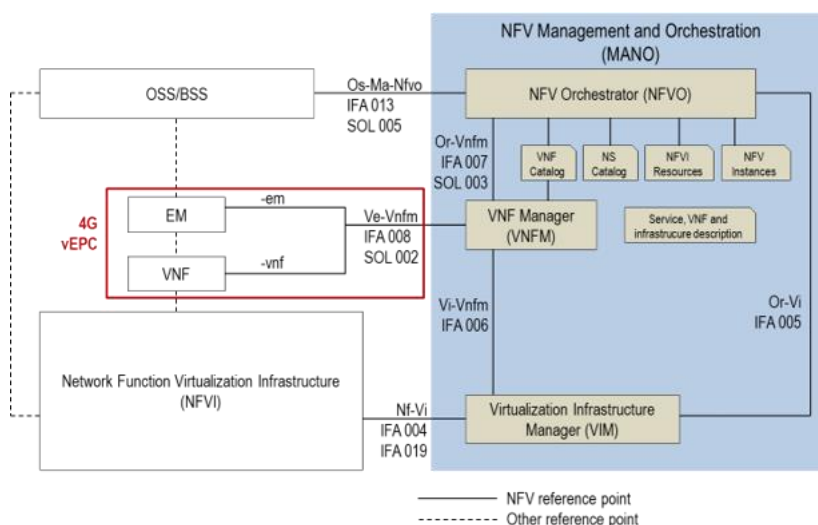 NFV Management and Orchestration
(MANO)
OSS/BSS
Os-Ma-Nfvo
IFA 013
SOL 005
NFV Orchestrator (NFVO)
Or-Vnfm
IFA 007
SOL 003
VNF
Catalog
NS
Catalog
NFVI
Resources
NFV
Instances
4G
vEPC
EM
-em
VNF
-vnf
Ve-Vnfm
IFA 008
SOL 002
VNF Manager
(VNFM)
Service, VNF and
infrasrucure description
Vi-Vnfm
IFA 006
Or-Vi
IFA 005
Network Function Virtualization Infrastructure
(NFVI)
Nf-Vi
IFA 004
IFA 019
Virtualization Infrastructure
Manager (VIM)
NFV reference point
Other reference point